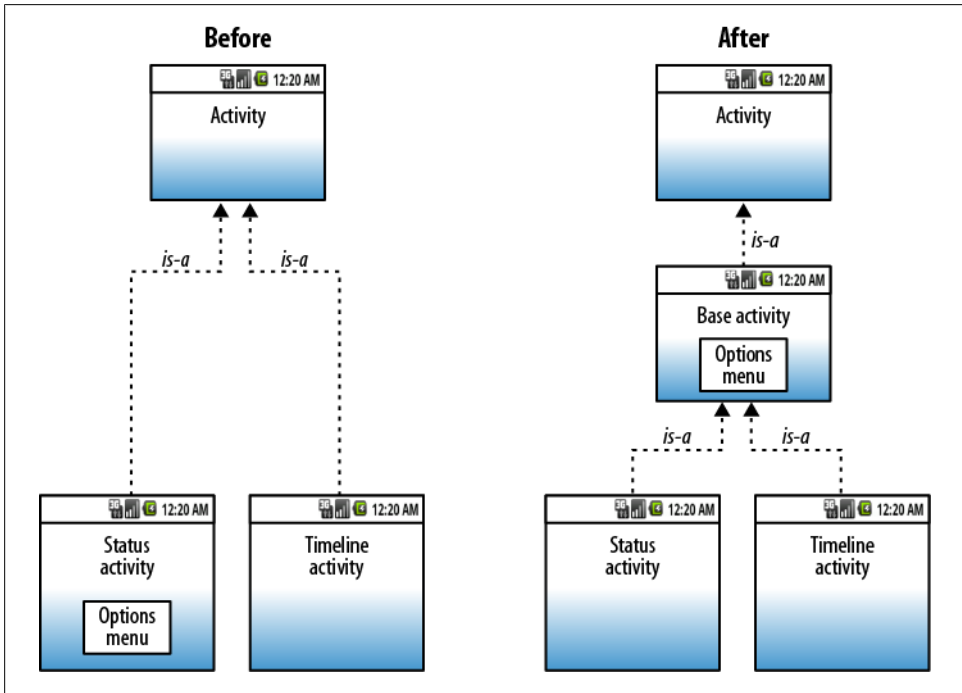 Before
After
12:20 AM
Activity
12:20 AM
Activity
is-a
is-a
is-a
12:20 AM
Base activity
Options
menu
is-a
is-a
12:20 AM
Status
activity
Options
menu
12:20 AM
Timeline
activity
12:20 AM
Status
activity
12:20 AM
Timeline
activity